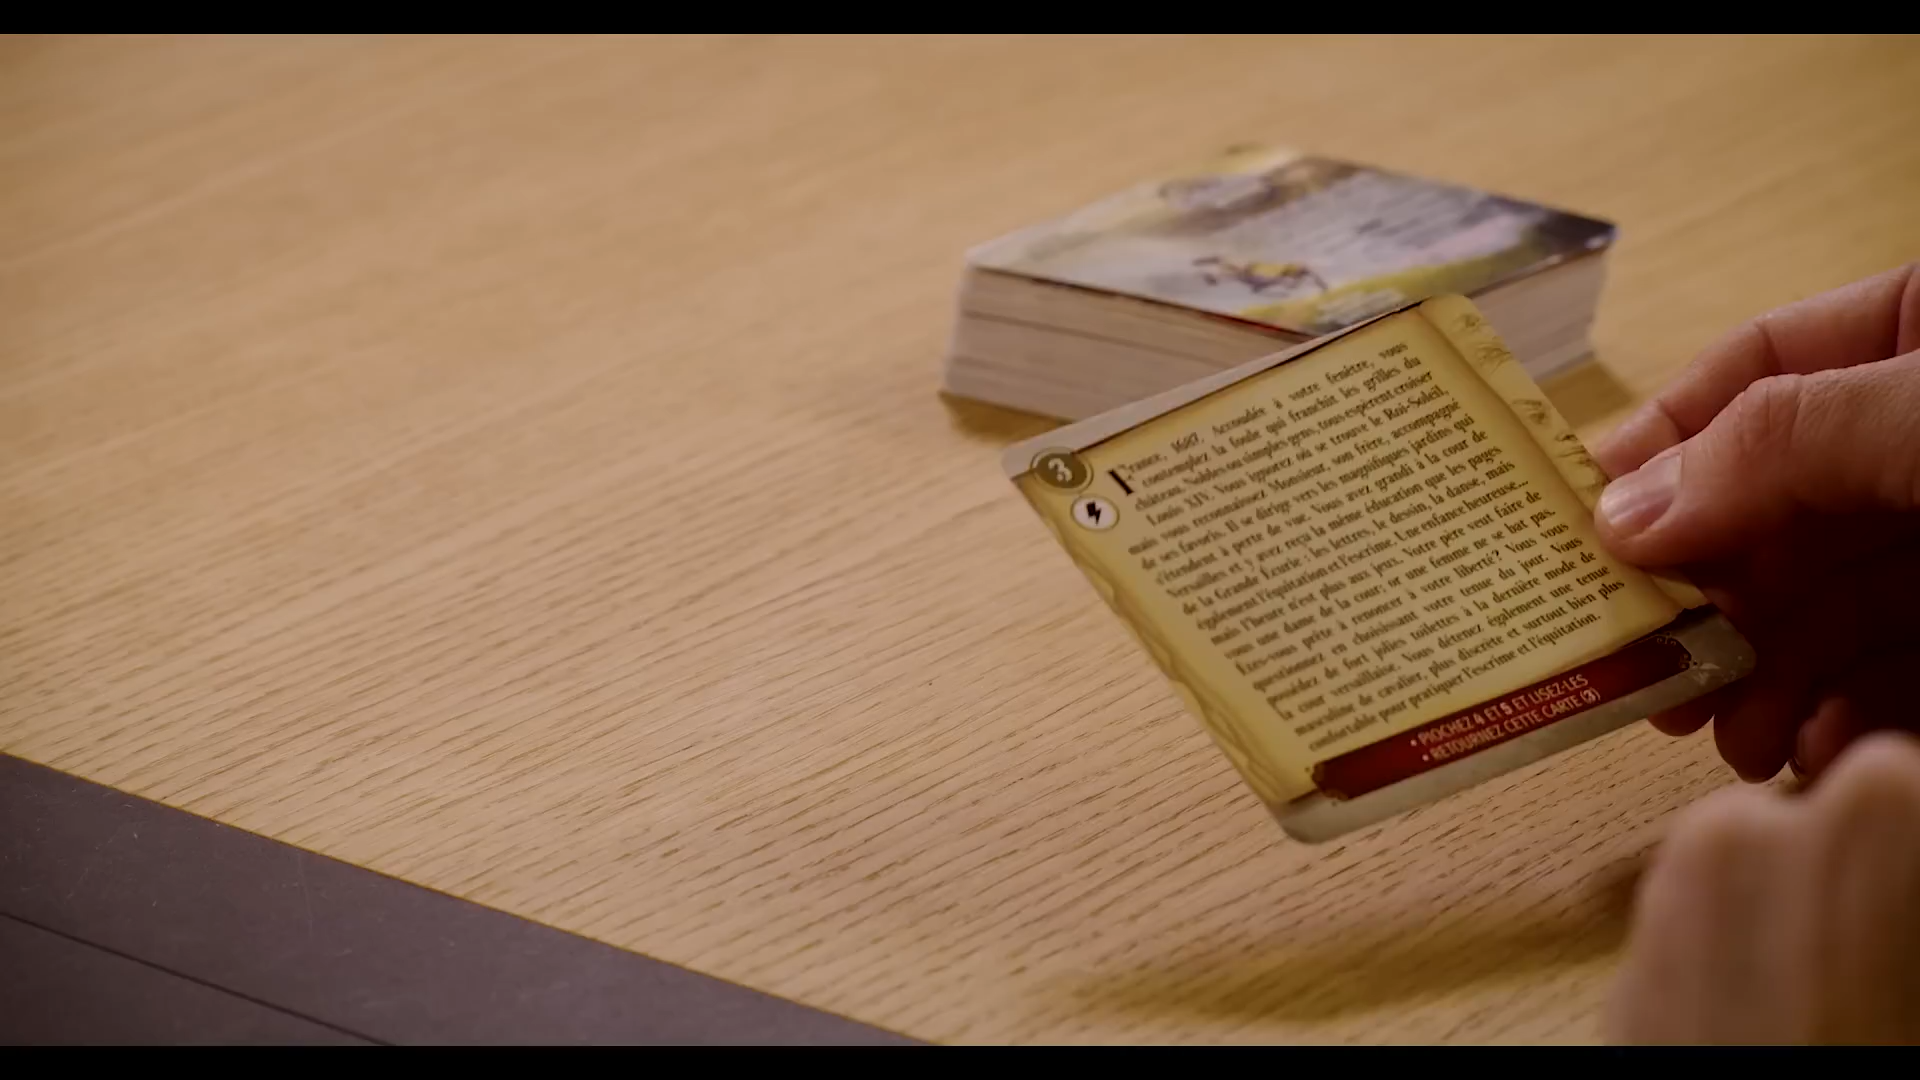 3
France, 1687. Accoudée à votre fenêtre, vous
contemplez la foule qui franchit les grilles du
château. Nobles ou simples gens, tous espèrent croiser
Louis XIV. Vous ignorez où se trouve le Roi-Soleil,
mais vous reconnaissez Monsieur, son frère, accompagné
de ses favoris. Il se dirige vers les magnifiques jardins qui
s'étendent à perte de vue. Vous avez grandi à la cour de
Versailles et y avez reçu la même éducation que les pages
de la Grande Écurie : les lettres, le dessin, la danse, mais
également l'équitation et l'escrime. Une enfance heureuse...
mais l'heure n'est plus aux jeux. Votre père veut faire de
vous une dame de la cour; or une femme ne se bat pas.
Êtes-vous prête à renoncer à votre liberté? Vous vous
questionnez en choisissant votre tenue du jour. Vous
possédez de fort jolies toilettes à la dernière mode de
la cour versaillaise. Vous détenez également une tenue
masculine de cavalier, plus discrète et surtout bien plus
confortable pour pratiquer l'escrime et l'équitation.
• PIOCHEZ 4 ET 5 ET LISEZ-LES
• RETOURNEZ CETTE CARTE (3)